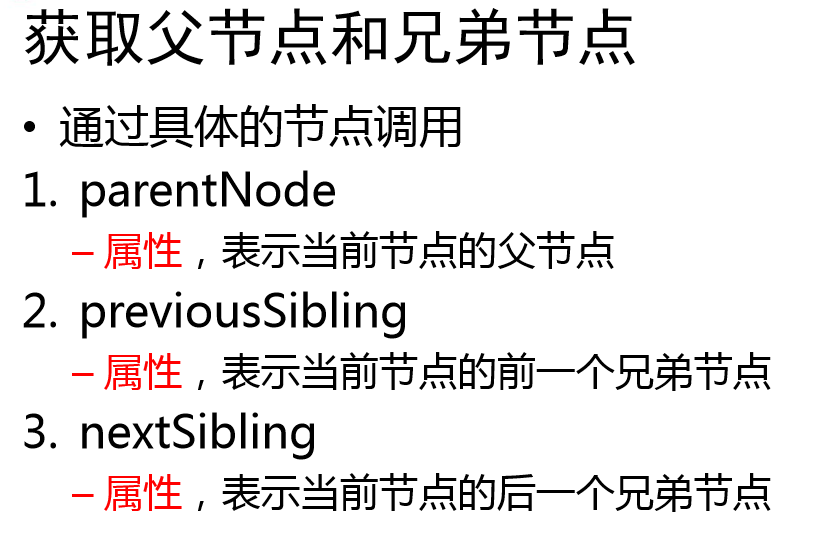 获取父节点和兄弟节点
• 通过具体的节点调用
1. parentNode
– 属性，表示当前节点的父节点
2. previousSibling
– 属性，表示当前节点的前一个兄弟节点
3. nextSibling
– 属性，表示当前节点的后一个兄弟节点